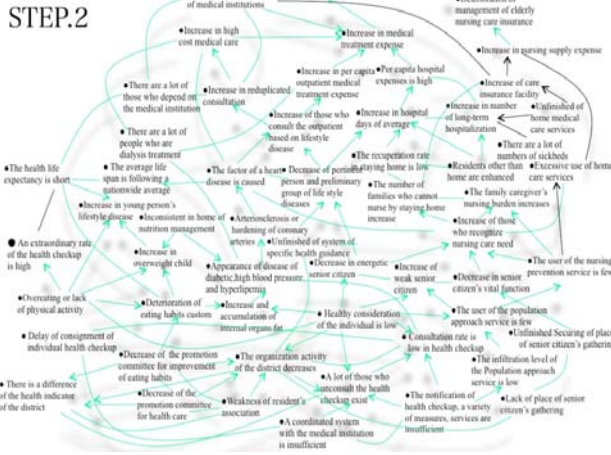 STEP.2
of medical institutions
management of elderly
nursing care insurance
●Increase in high
cost medical care
●Increase in medical
treatment expense
●Increase in nursing supply expense
●Increase in per capita
outpatient medical
treatment expense
●Per capita hospital
expenses is high
●Increase of care
insurance facility
●There are a lot of
those who depend on
the medical institution
●Increase in reduplicated
consultation
●Increase of those who
consult the outpatient
based on lifestyle
disease
●Increase in hospital
days of average
●Increase in number
of long-term
hospitalization
●Unfinished of
home medical
care services
●There are a lot of
people who are
dialysis treatment
●There are a lot of
numbers of sickbeds
●The health life
expectancy is short
●The average life
span is following a
nationwide average
●The factor of a heart
disease is caused
●Decrease of pertinent
person and preliminary
group of life style
diseases
●The recuperation rate
in staying home is low
●Residents other than
home are enhanced
●Excessive use of home
care services
●The number of
families who cannot
nurse by staying home
increase
●The family caregiver's
nursing burden increases
●Increase in young person's
lifestyle disease
●Inconsistent in home of
nutrition management
●Arteriosclerosis or
hardening of coronary
arteries
●Increase of those
who recognize
nursing care need
●An extraordinary rate
of the health checkup
is high
●Unfinished of system of
specific health guidance
●Increase in
overweight child
●Appearance of disease of
diabetic,high blood pressure
and hyperlipemia
●Decrease in energetic
senior citizen
●Increase of
weak senior
citizen
●Decrease in senior
citizen's vital function
●The user of the nursing
prevention service is few
●Overeating or lack
of physical activity
●Deterioration of
eating habits custom
●Increase and
accumulation of
internal organs fat
●Healthy consideration
of the individual is low
●The user of the population
approach service is few
●Delay of consignment of
individual health checkup
●Consultation rate is
low in health checkup
●Unfinished Securing of place
of senior citizen's gathering
●Decrease of the promotion
committee for improvement
of eating habits
●The organization activity
of the district decreases
●The infiltration level of
the Population approach
service is low
●There is a difference
of the health indicator
of the district
●A lot of those who
unconsult the health
checkup exist
●Decrease of the
promotion committee
for health care
●Weakness of resident's
association
●The notification of
health checkup, a variety
of measures, services are
insufficient
●Lack of place of senior
citizen's gathering
●A coordinated system
with the medical institution
is insufficient